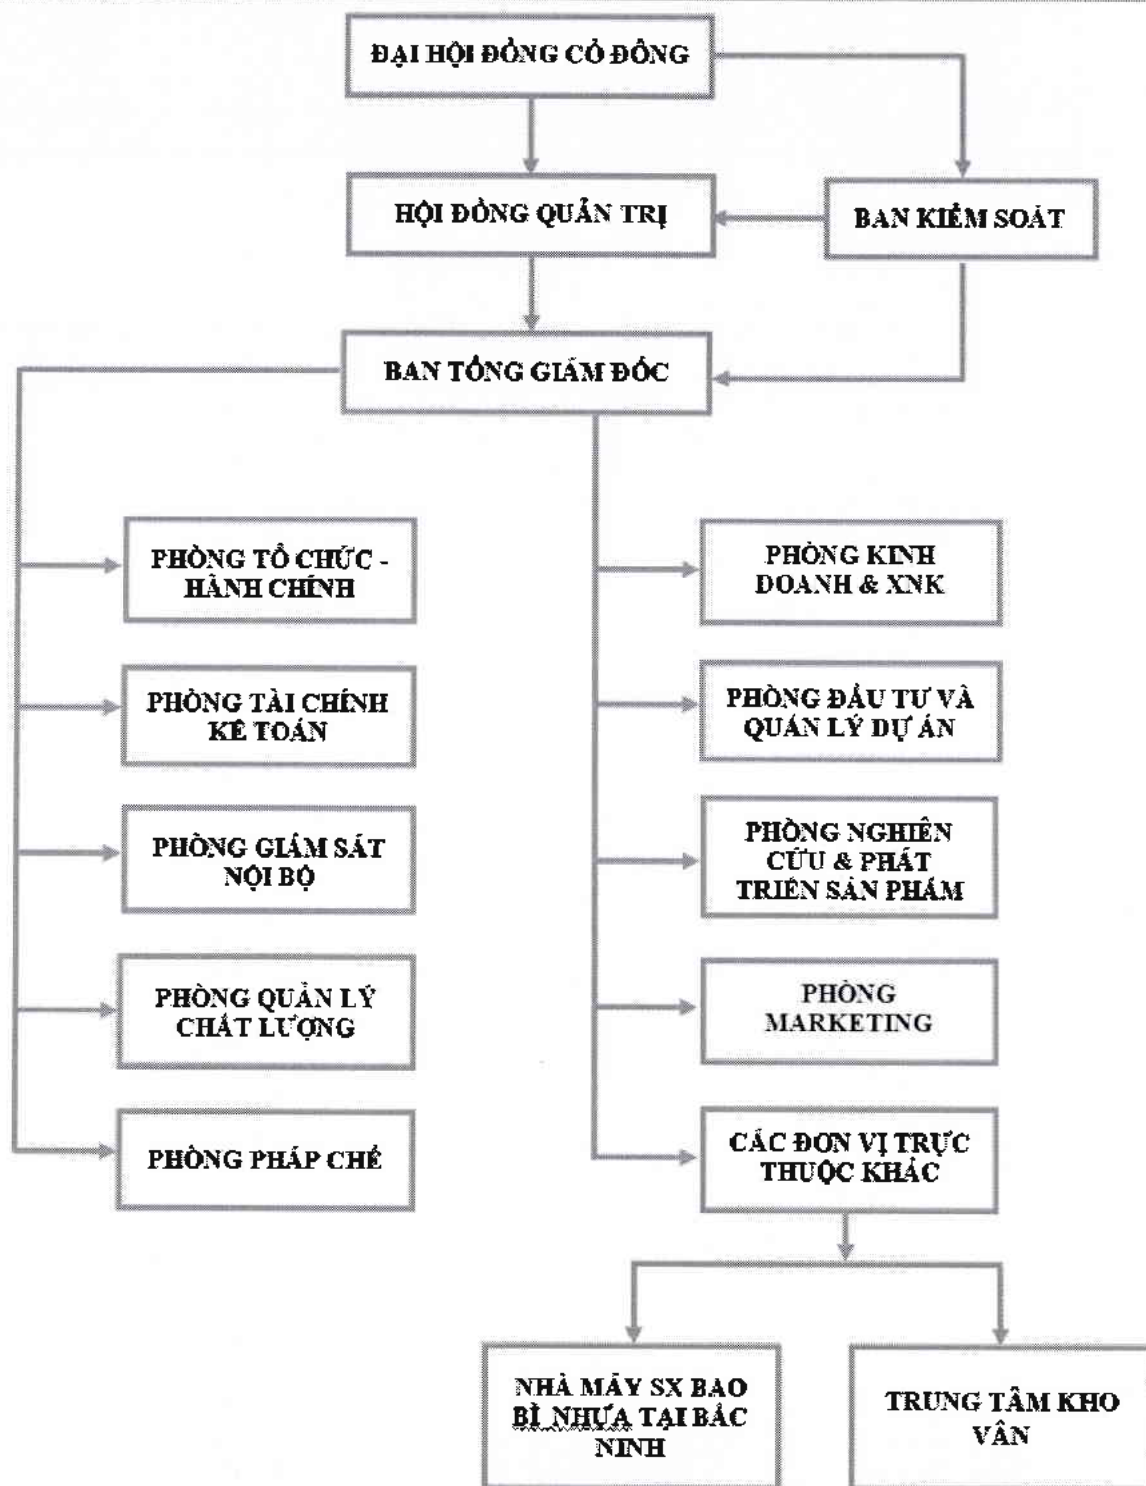 ĐẠI HỘI ĐỒNG CỔ ĐÔNG
HỘI ĐỒNG QUẢN TRỊ
BAN KIỂM SOÁT
BAN TỔNG GIÁM ĐỐC
PHÒNG TỔ CHỨC -
HÀNH CHÍNH
PHÒNG TÀI CHÍNH
KẾ TOÁN
PHÒNG GIÁM SÁT
NỘI BỘ
PHÒNG QUẢN LÝ
CHẤT LƯỢNG
PHÒNG PHÁP CHẾ
PHÒNG KINH
DOANH & XNK
PHÒNG ĐẦU TƯ VÀ
QUẢN LÝ DỰ ÁN
PHÒNG NGHIÊN
CỨU & PHÁT
TRIỂN SẢN PHẨM
PHÒNG
MARKETING
CÁC ĐƠN VỊ TRỰC
THUỘC KHÁC
NHÀ MÁY SX BAO
BÌ NHỰA TẠI BẮC
NINH
TRUNG TÂM KHO
VẬN